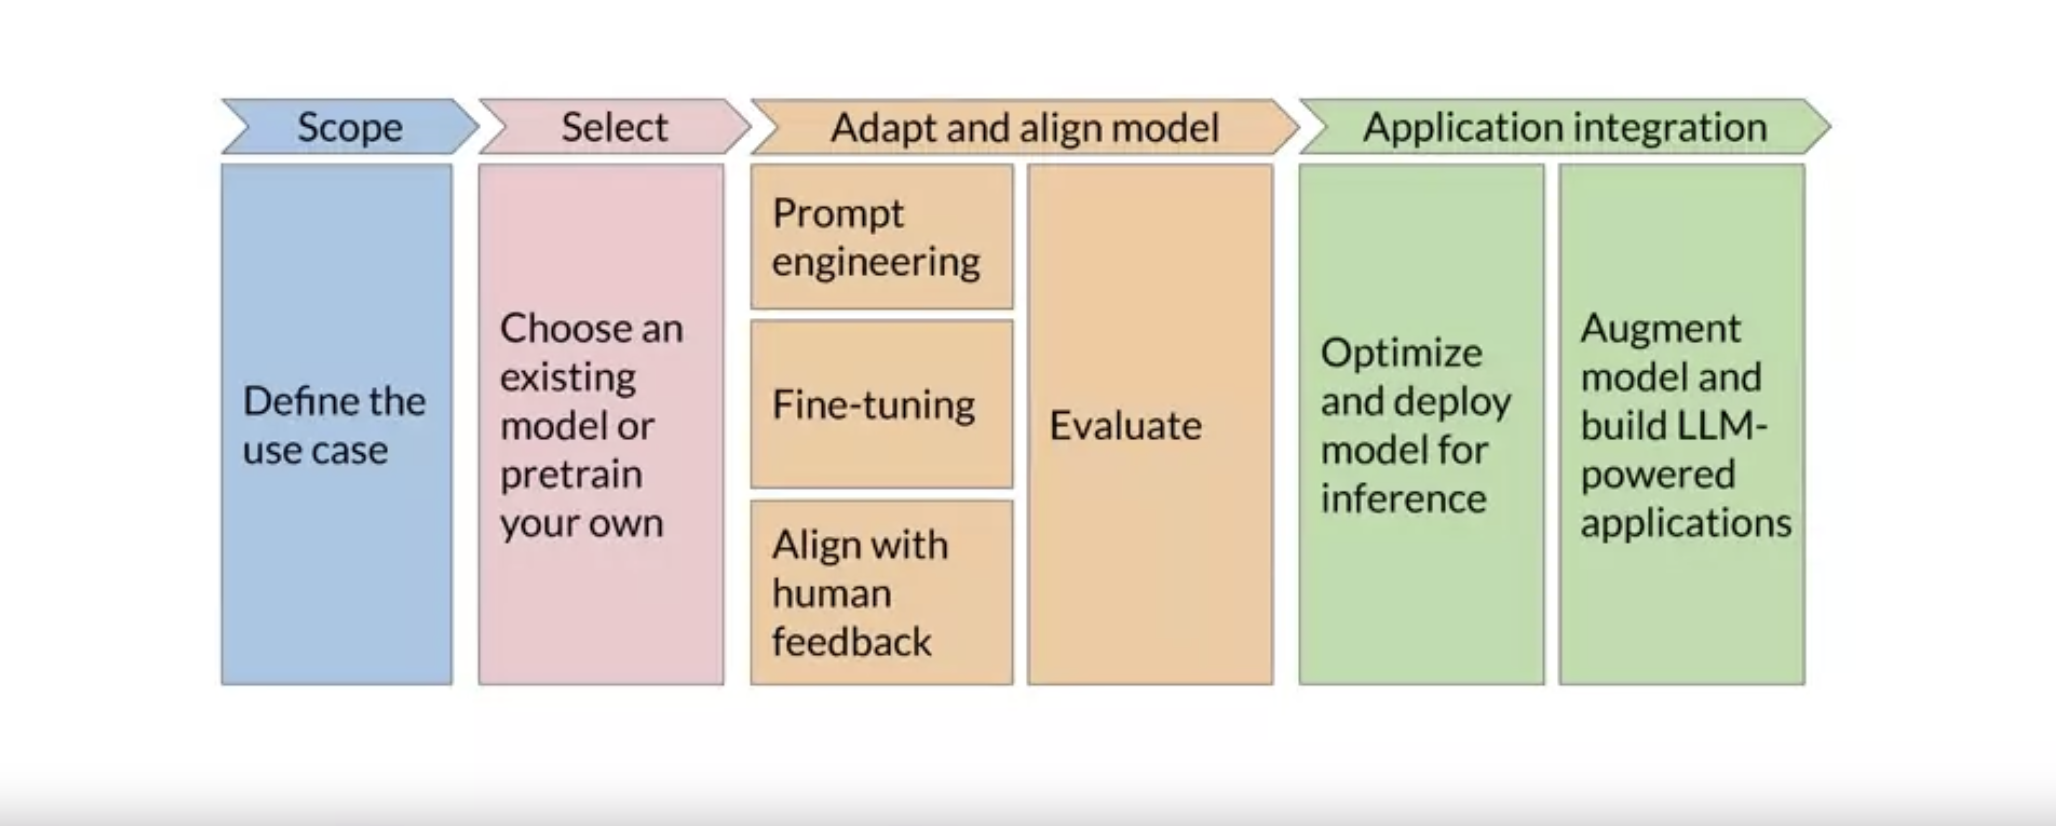 Scope
Select
Adapt and align model
Application integration
Define the
use case
Choose an
existing
model or
pretrain
your own
Prompt
engineering
Fine-tuning
Align with
human
feedback
Evaluate
Optimize
and deploy
model for
inference
Augment
model and
build LLM-
powered
applications